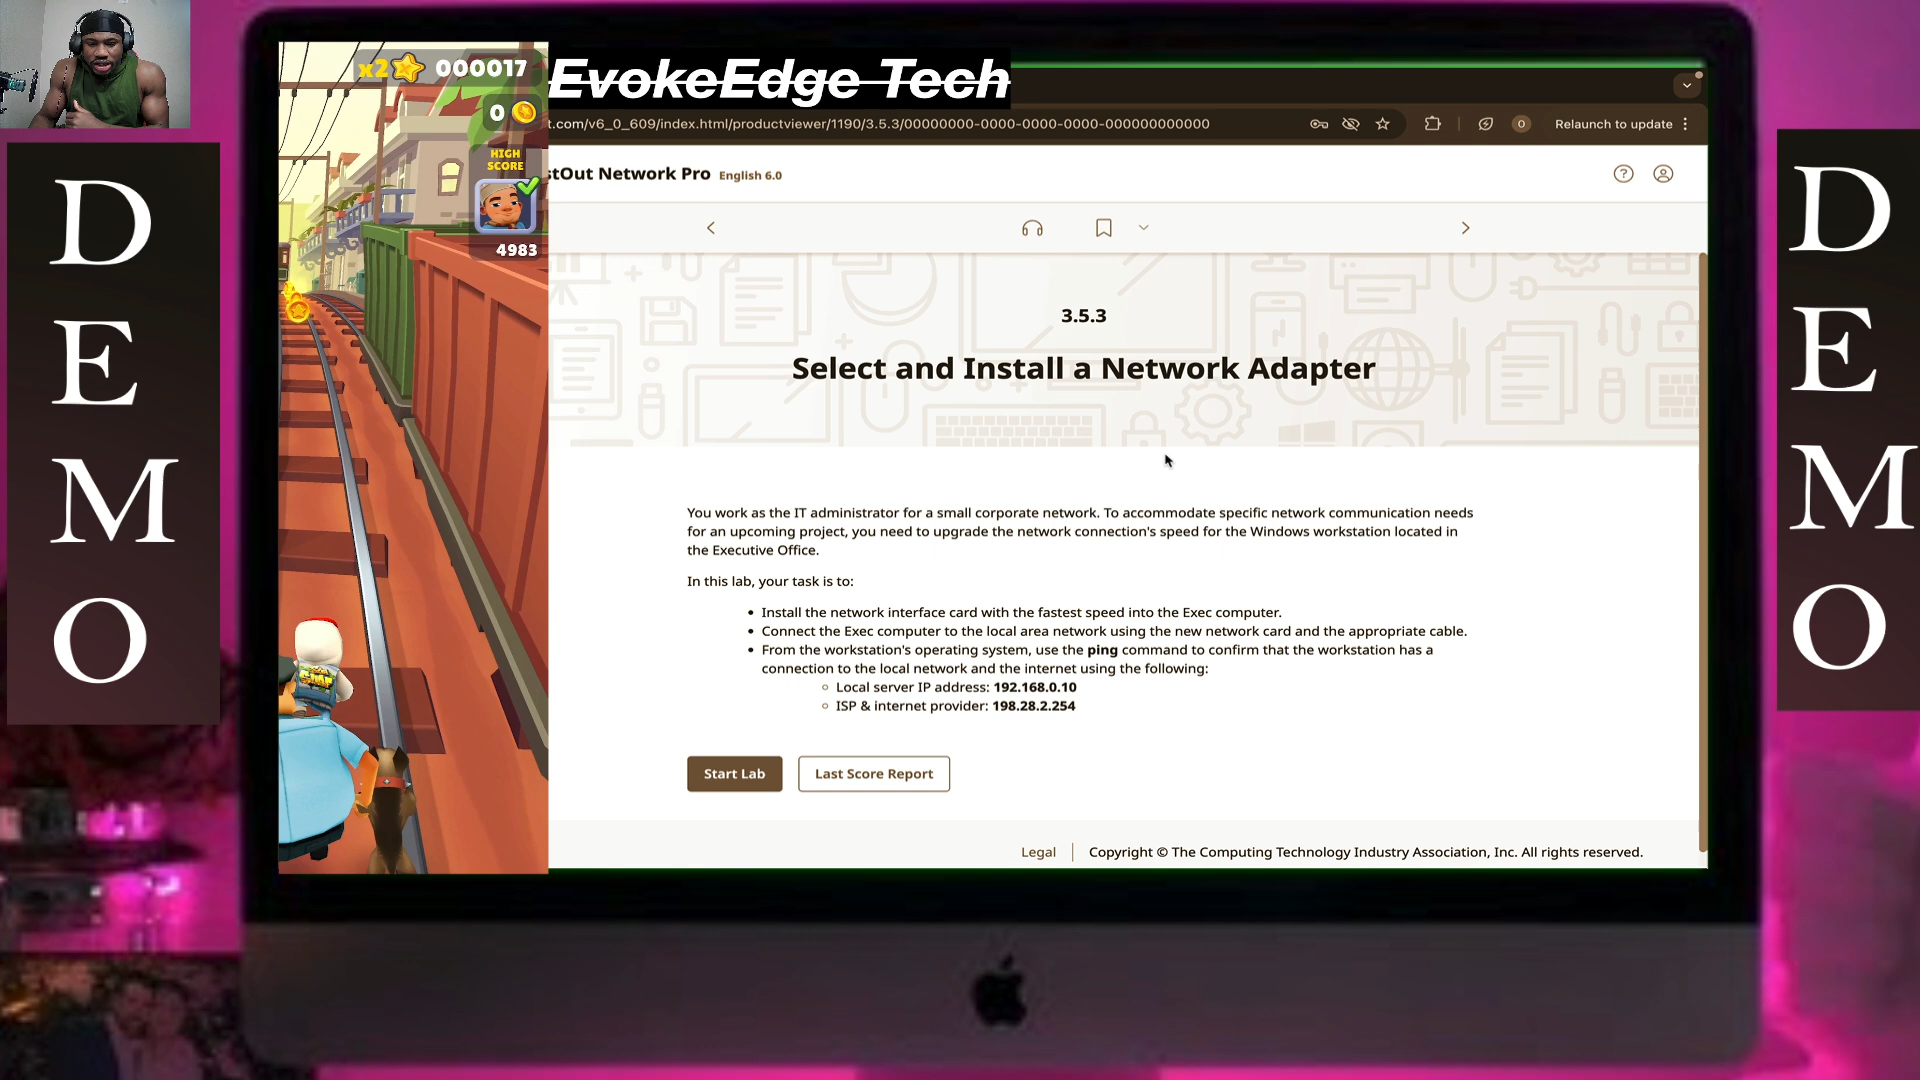 x2 000017
0
HIGH
SCORE
4983
EvokeEdge Tech
t.com/v6_0_609/index.html/productviewer/1190/3.5.3/00000000-0000-0000-0000-000000000000
0
Relaunch to update
stOut Network Pro English 6.0
3.5.3
Select and Install a Network Adapter
You work as the IT administrator for a small corporate network. To accommodate specific network communication needs
for an upcoming project, you need to upgrade the network connection's speed for the Windows workstation located in
the Executive Office.
In this lab, your task is to:
• Install the network interface card with the fastest speed into the Exec computer.
• Connect the Exec computer to the local area network using the new network card and the appropriate cable.
• From the workstation's operating system, use the ping command to confirm that the workstation has a
connection to the local network and the internet using the following:
○ Local server IP address: 192.168.0.10
○ ISP & internet provider: 198.28.2.254
Start Lab
Last Score Report
Legal
Copyright © The Computing Technology Industry Association, Inc. All rights reserved.
DEMO
DEMO